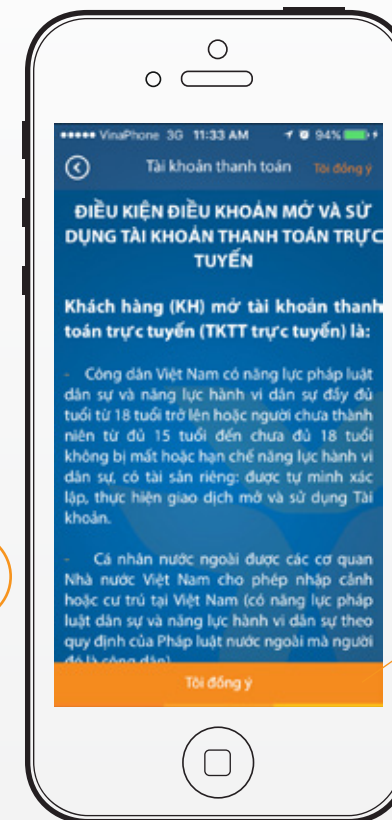 VinaPhone 3G 11:33 AM 94%
Tài khoản thanh toán Tôi đồng ý
ĐIỀU KIỆN ĐIỀU KHOẢN MỞ VÀ SỬ
DỤNG TÀI KHOẢN THANH TOÁN TRỰC
TUYẾN
Khách hàng (KH) mở tài khoản thanh
toán trực tuyến (TKTT trực tuyến) là:
- Công dân Việt Nam có năng lực pháp luật
dân sự và năng lực hành vi dân sự đầy đủ
tuổi từ 18 tuổi trở lên hoặc người chưa thành
niên từ đủ 15 tuổi đến chưa đủ 18 tuổi
không bị mất hoặc hạn chế năng lực hành vi
dân sự, có tài sản riêng: được tự mình xác
lập, thực hiện giao dịch mở và sử dụng Tài
khoản.
- Cá nhân nước ngoài được các cơ quan
Nhà nước Việt Nam cho phép nhập cảnh
hoặc cư trú tại Việt Nam (có năng lực pháp
luật dân sự và năng lực hành vi dân sự theo
quy định của Pháp luật nước ngoài mà người
đó là công dân)
Tôi đồng ý